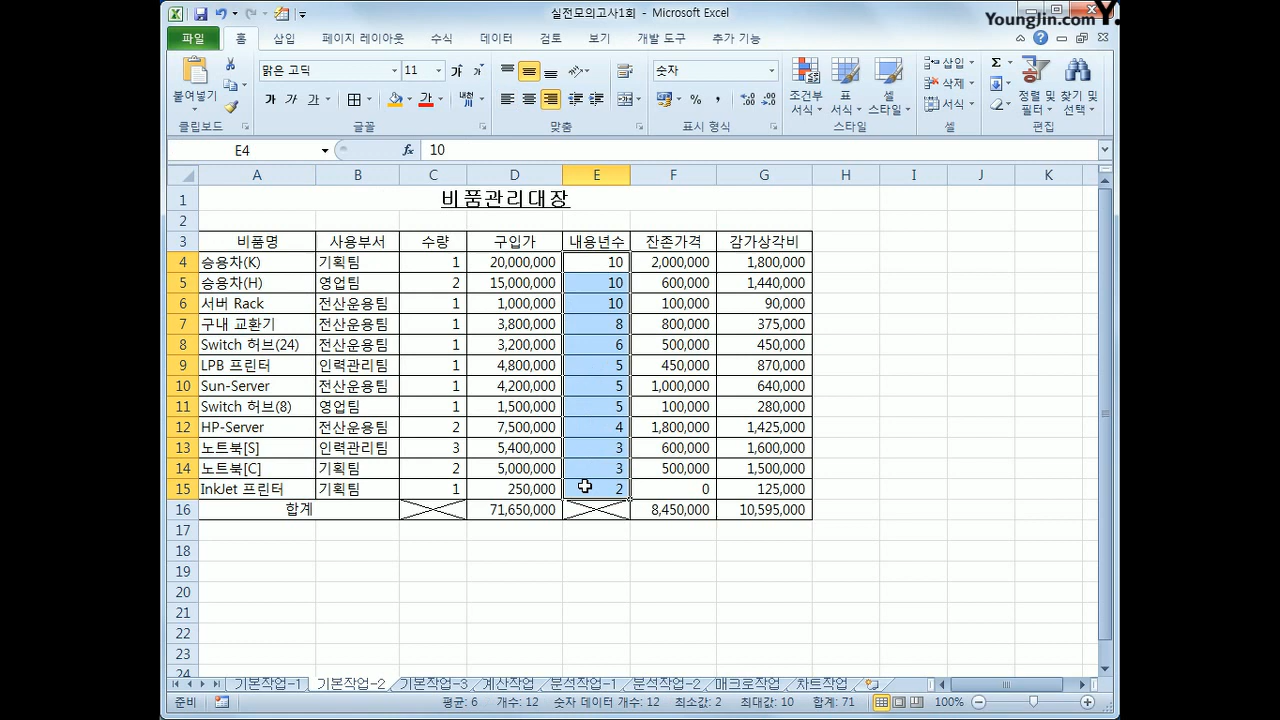 실전모의고사1회 - Microsoft Excel
YoungJin.com Y.
파일 홈 삽입 페이지 레이아웃 수식 데이터 검토 보기 개발 도구 추가 기능
붙여넣기 맑은 고딕 11 가 가 숫자 조건부 서식 표 서식 셀 스타일 삽입 삭제 서식 정렬 및 필터 찾기 및 선택
가 가 가 가 내천 % ,
클립보드 글꼴 맞춤 표시 형식 스타일 셀 편집
E4 fx 10
A B C D E F G H I J K
1 비품관리대장
2
3 비품명 사용부서 수량 구입가 내용년수 잔존가격 감가상각비
4 승용차(K) 기획팀 1 20,000,000 10 2,000,000 1,800,000
5 승용차(H) 영업팀 2 15,000,000 10 600,000 1,440,000
6 서버 Rack 전산운용팀 1 1,000,000 10 100,000 90,000
7 구내 교환기 전산운용팀 1 3,800,000 8 800,000 375,000
8 Switch 허브(24) 전산운용팀 1 3,200,000 6 500,000 450,000
9 LPB 프린터 인력관리팀 1 4,800,000 5 450,000 870,000
10 Sun-Server 전산운용팀 1 4,200,000 5 1,000,000 640,000
11 Switch 허브(8) 영업팀 1 1,500,000 5 100,000 280,000
12 HP-Server 전산운용팀 2 7,500,000 4 1,800,000 1,425,000
13 노트북[S] 인력관리팀 3 5,400,000 3 600,000 1,600,000
14 노트북[C] 기획팀 2 5,000,000 3 500,000 1,500,000
15 InkJet 프린터 기획팀 1 250,000 2 0 125,000
16 합계 71,650,000 8,450,000 10,595,000
17
18
19
20
21
22
23
24
기본작업-1 기본작업-2 기본작업-3 계산작업 분석작업-1 분석작업-2 매크로작업 차트작업
준비 평균: 6 개수: 12 숫자 데이터 개수: 12 최소값: 2 최대값: 10 합계: 71 100%